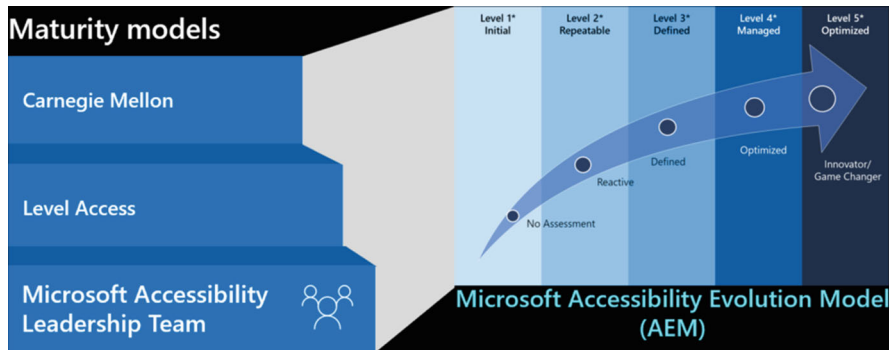 Maturity models
Carnegie Mellon
Level Access
Microsoft Accessibility
Leadership Team
Level 1*
Initial
Level 2*
Repeatable
Level 3*
Defined
Level 4*
Managed
Level 5*
Optimized
No Assessment
Reactive
Defined
Optimized
Innovator/
Game Changer
Microsoft Accessibility Evolution Model
(AEM)